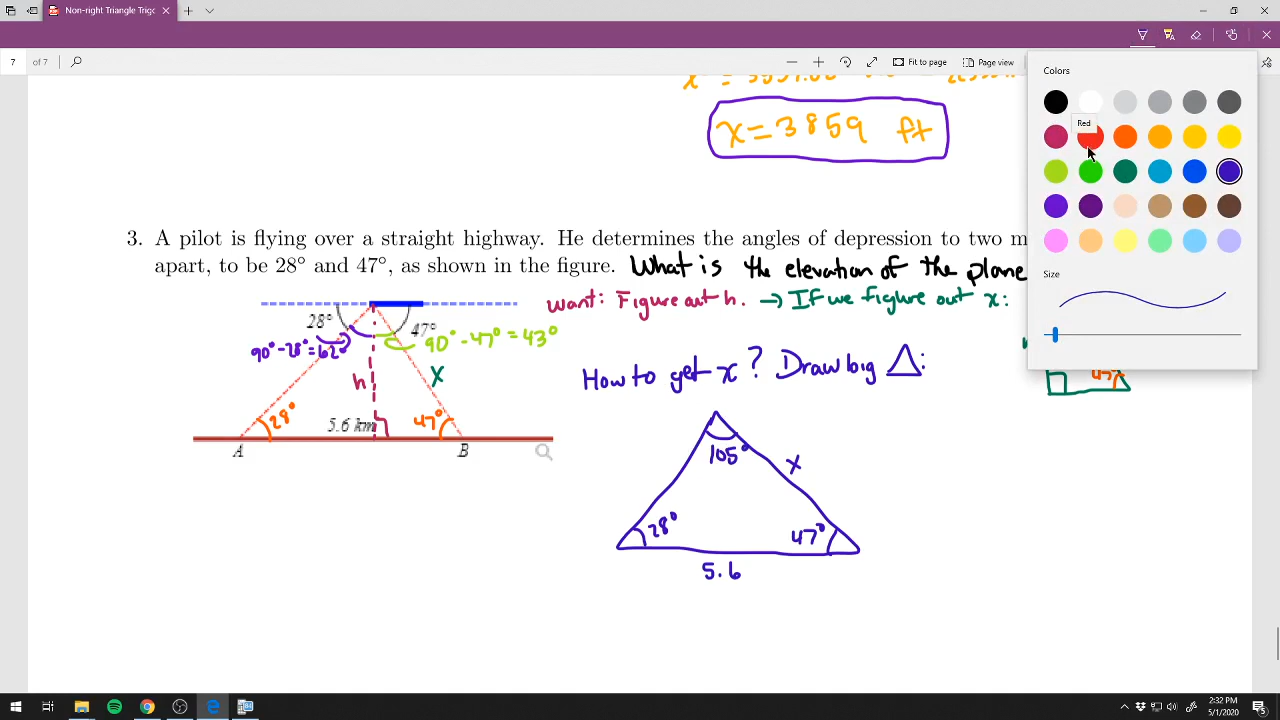 Non-right Triangle Trigo
7 of 7
Fit to page
Page view
Colors
Red
Size
x = 3859 ft
3. A pilot is flying over a straight highway. He determines the angles of depression to two m
apart, to be 28° and 47°, as shown in the figure. What is the elevation of the plane
want: Figure out h. → If we figure out x:
28°
47°
90°-28°=62°
90°-47°=43°
h
x
28°
5.6 km
47°
A
B
How to get x? Draw big △:
47°
105°
x
28°
47°
5.6
2:32 PM
5/1/2020